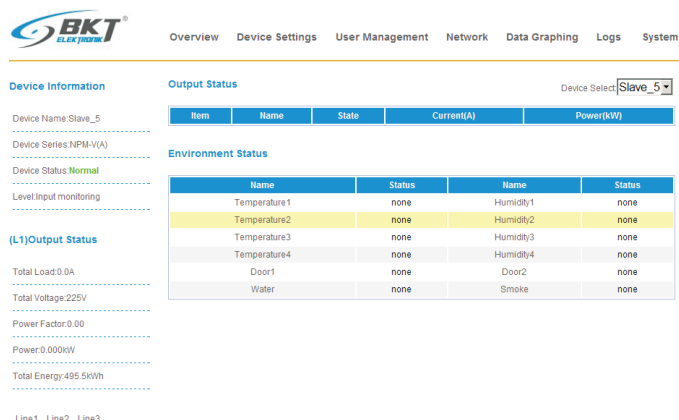 BKT
ELEKTRONIK
Overview Device Settings User Management Network Data Graphing Logs System
Device Information
Device Name:Slave_5
Device Series:NPM-V(A)
Device Status:Normal
Level:Input monitoring
(L1)Output Status
Total Load:0.0A
Total Voltage:225V
Power Factor:0.00
Power:0.000kW
Total Energy:495.5kWh
Line1 Line2 Line3
Output Status
Device Select: Slave_5
Item Name State Current(A) Power(kW)
Environment Status
Name Status Name Status
Temperature1 none Humidity1 none
Temperature2 none Humidity2 none
Temperature3 none Humidity3 none
Temperature4 none Humidity4 none
Door1 none Door2 none
Water none Smoke none